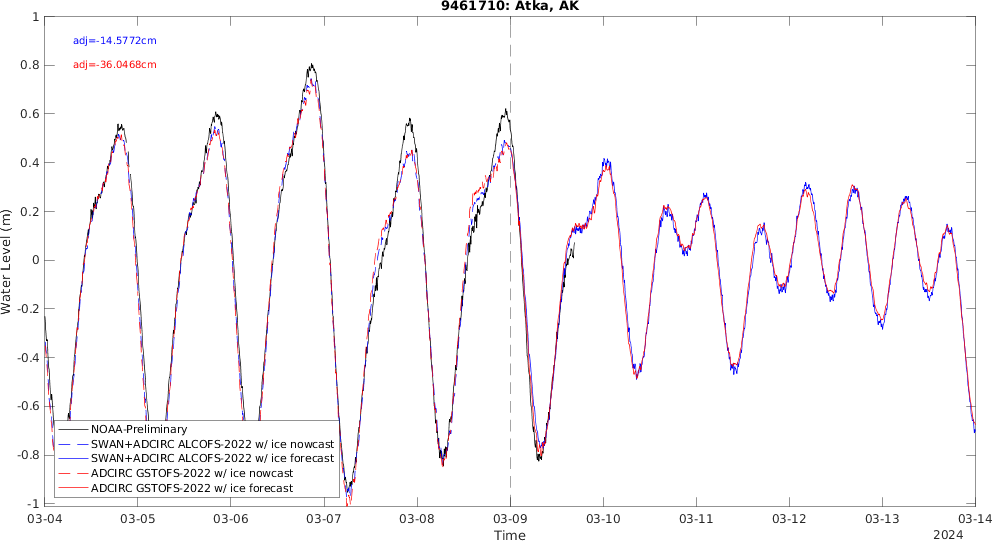 9461710: Atka, AK
adj=-14.5772cm
adj=-36.0468cm
1
0.8
0.6
0.4
0.2
0
-0.2
-0.4
-0.6
-0.8
-1
Water Level (m)
NOAA-Preliminary
SWAN+ADCIRC ALCOFS-2022 w/ ice nowcast
SWAN+ADCIRC ALCOFS-2022 w/ ice forecast
ADCIRC GSTOFS-2022 w/ ice nowcast
ADCIRC GSTOFS-2022 w/ ice forecast
03-04 03-05 03-06 03-07 03-08 03-09 03-10 03-11 03-12 03-13 03-14
Time
2024